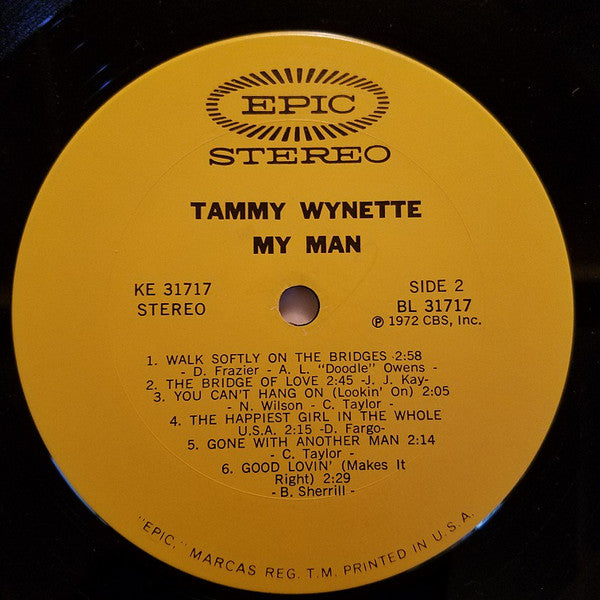 EPIC
STEREO
TAMMY WYNETTE
MY MAN
KE 31717
STEREO
SIDE 2
BL 31717
℗ 1972 CBS, Inc.
1. WALK SOFTLY ON THE BRIDGES 2:58
- D. Frazier - A. L. "Doodle" Owens -
2. THE BRIDGE OF LOVE 2:45 -J. J. Kay-
3. YOU CAN'T HANG ON (Lookin' On) 2:05
- N. Wilson - C. Taylor -
4. THE HAPPIEST GIRL IN THE WHOLE
U.S.A. 2:15 -D. Fargo-
5. GONE WITH ANOTHER MAN 2:14
- C. Taylor -
6. GOOD LOVIN' (Makes It
Right) 2:29
- B. Sherrill -
"EPIC," MARCAS REG. T.M. PRINTED IN U.S.A.